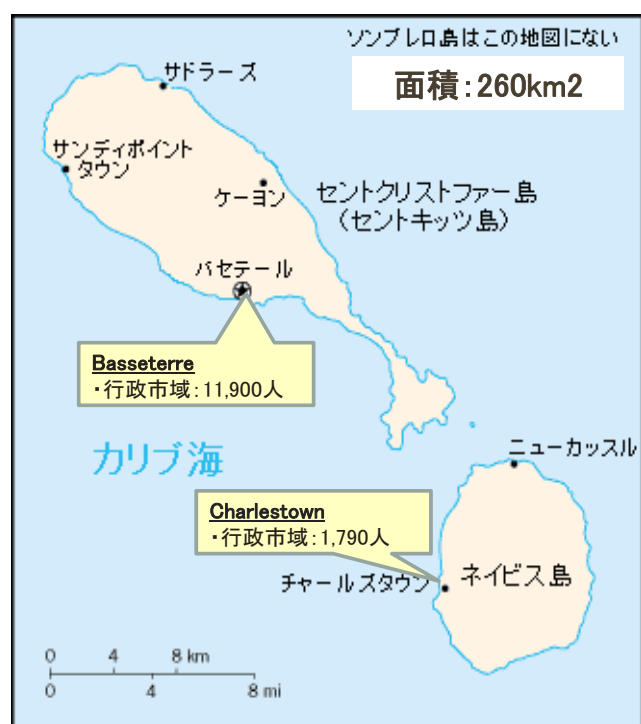 ソンブレロ島はこの地図にない
面積：260km2
サドラーズ
サンディポイント
タウン
ケーヨン
セントクリストファー島
（セントキッツ島）
バセテール
Basseterre
・行政市域：11,900人
カリブ海
ニューカッスル
Charlestown
・行政市域：1,790人
チャールズタウン
ネイビス島
0 4 8 km
0 4 8 mi